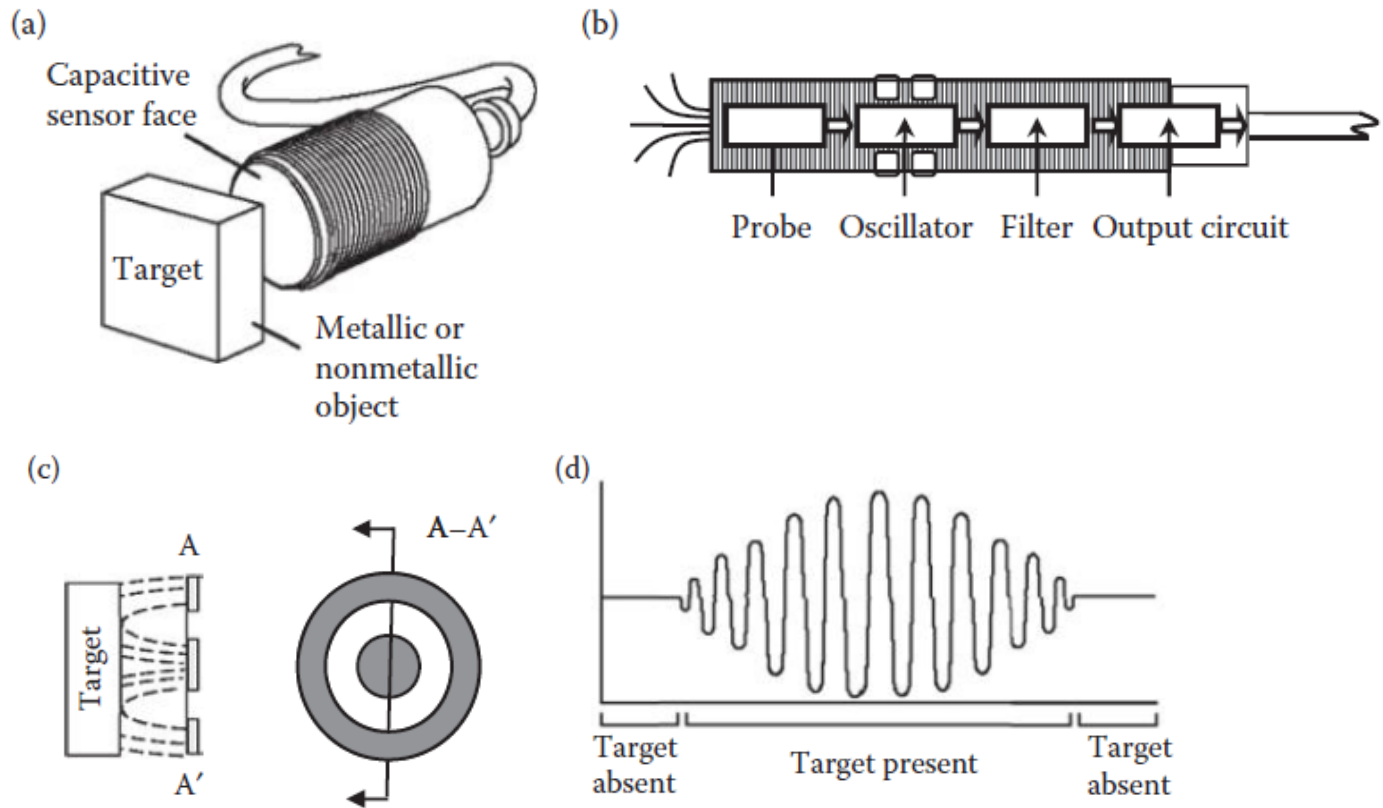 (a)
Capacitive
sensor face
Target
Metallic or
nonmetallic
object
(b)
Probe Oscillator Filter Output circuit
(c)
A
A–A′
Target
A′
(d)
Target
absent
Target present
Target
absent